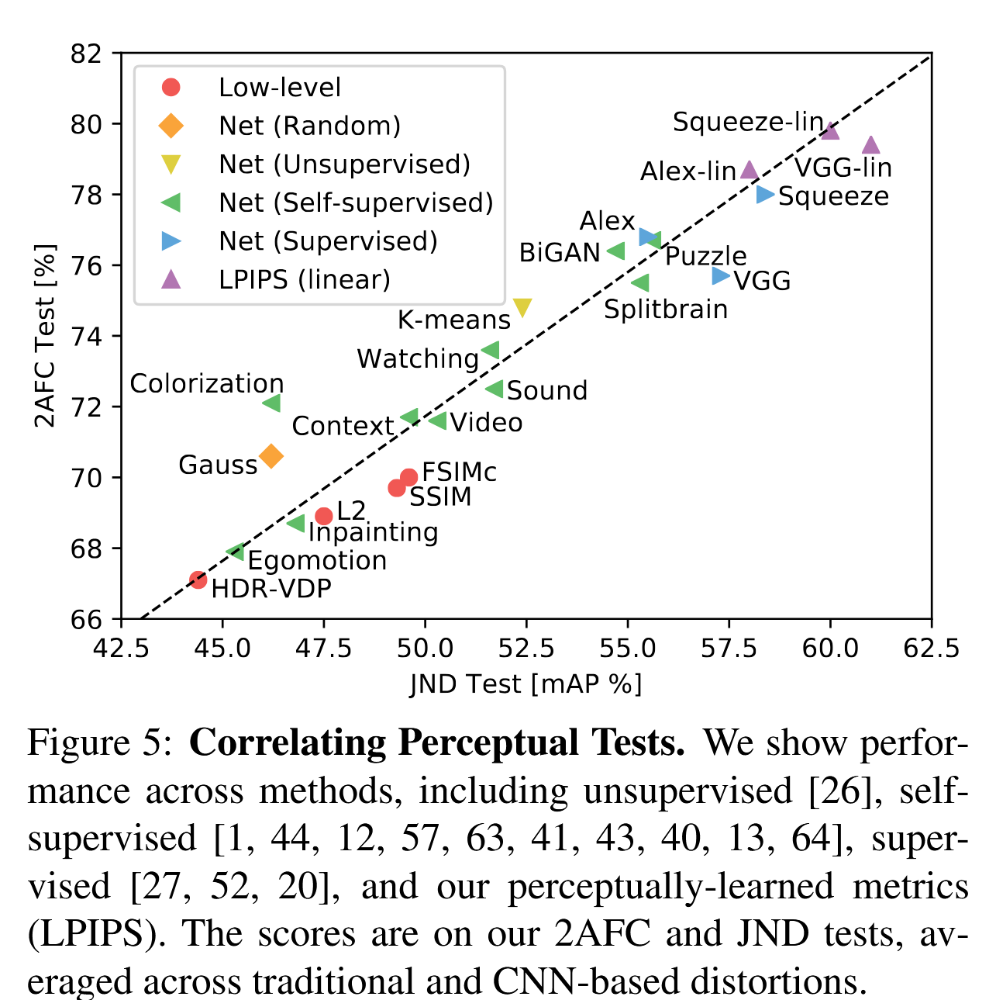 82
80
78
76
74
72
70
68
66
2AFC Test [%]
Low-level
Net (Random)
Net (Unsupervised)
Net (Self-supervised)
Net (Supervised)
LPIPS (linear)
Squeeze-lin
VGG-lin
Alex-lin
Squeeze
Alex
BiGAN
Puzzle
VGG
Splitbrain
K-means
Watching
Colorization
Sound
Context
Video
Gauss
FSIMc
SSIM
L2
Inpainting
Egomotion
HDR-VDP
42.5 45.0 47.5 50.0 52.5 55.0 57.5 60.0 62.5
JND Test [mAP %]
Figure 5: Correlating Perceptual Tests. We show perfor-
mance across methods, including unsupervised [26], self-
supervised [1, 44, 12, 57, 63, 41, 43, 40, 13, 64], super-
vised [27, 52, 20], and our perceptually-learned metrics
(LPIPS). The scores are on our 2AFC and JND tests, av-
eraged across traditional and CNN-based distortions.